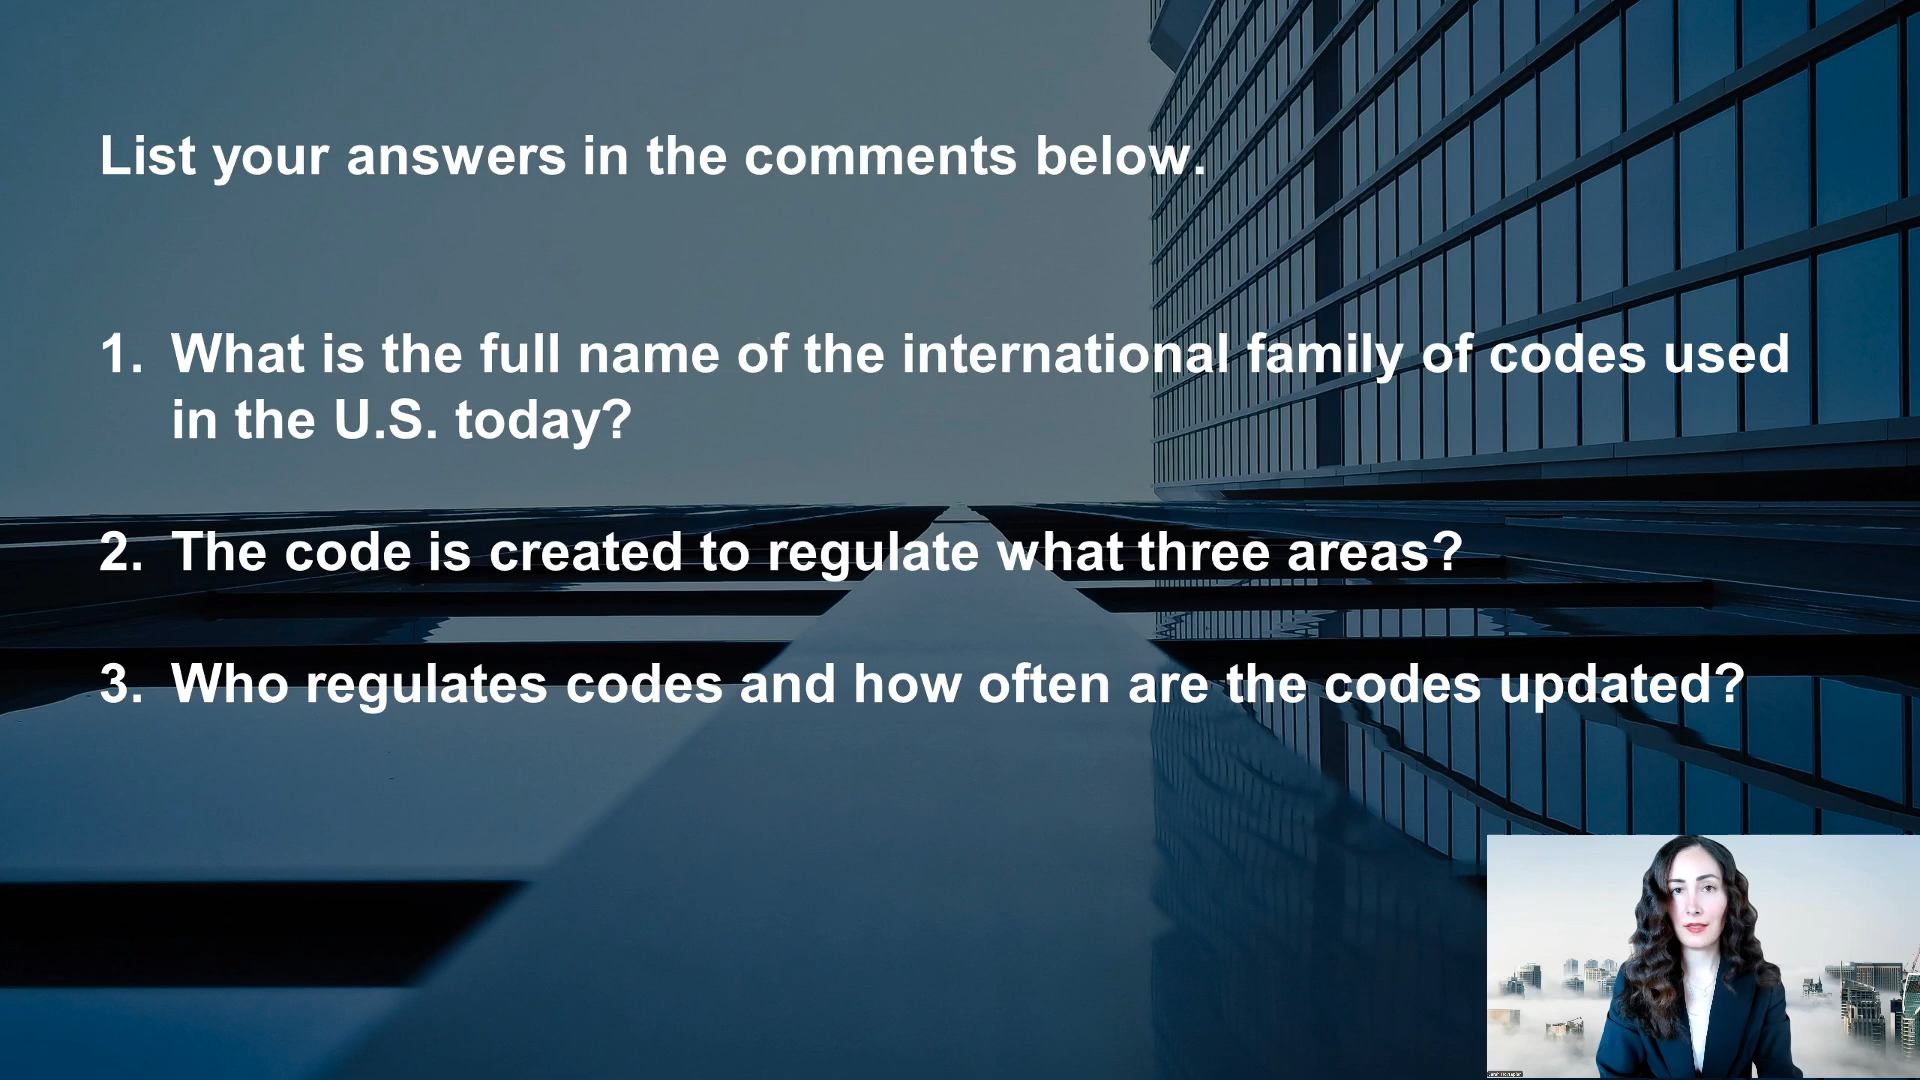 List your answers in the comments below.
1. What is the full name of the international family of codes used
in the U.S. today?
2. The code is created to regulate what three areas?
3. Who regulates codes and how often are the codes updated?